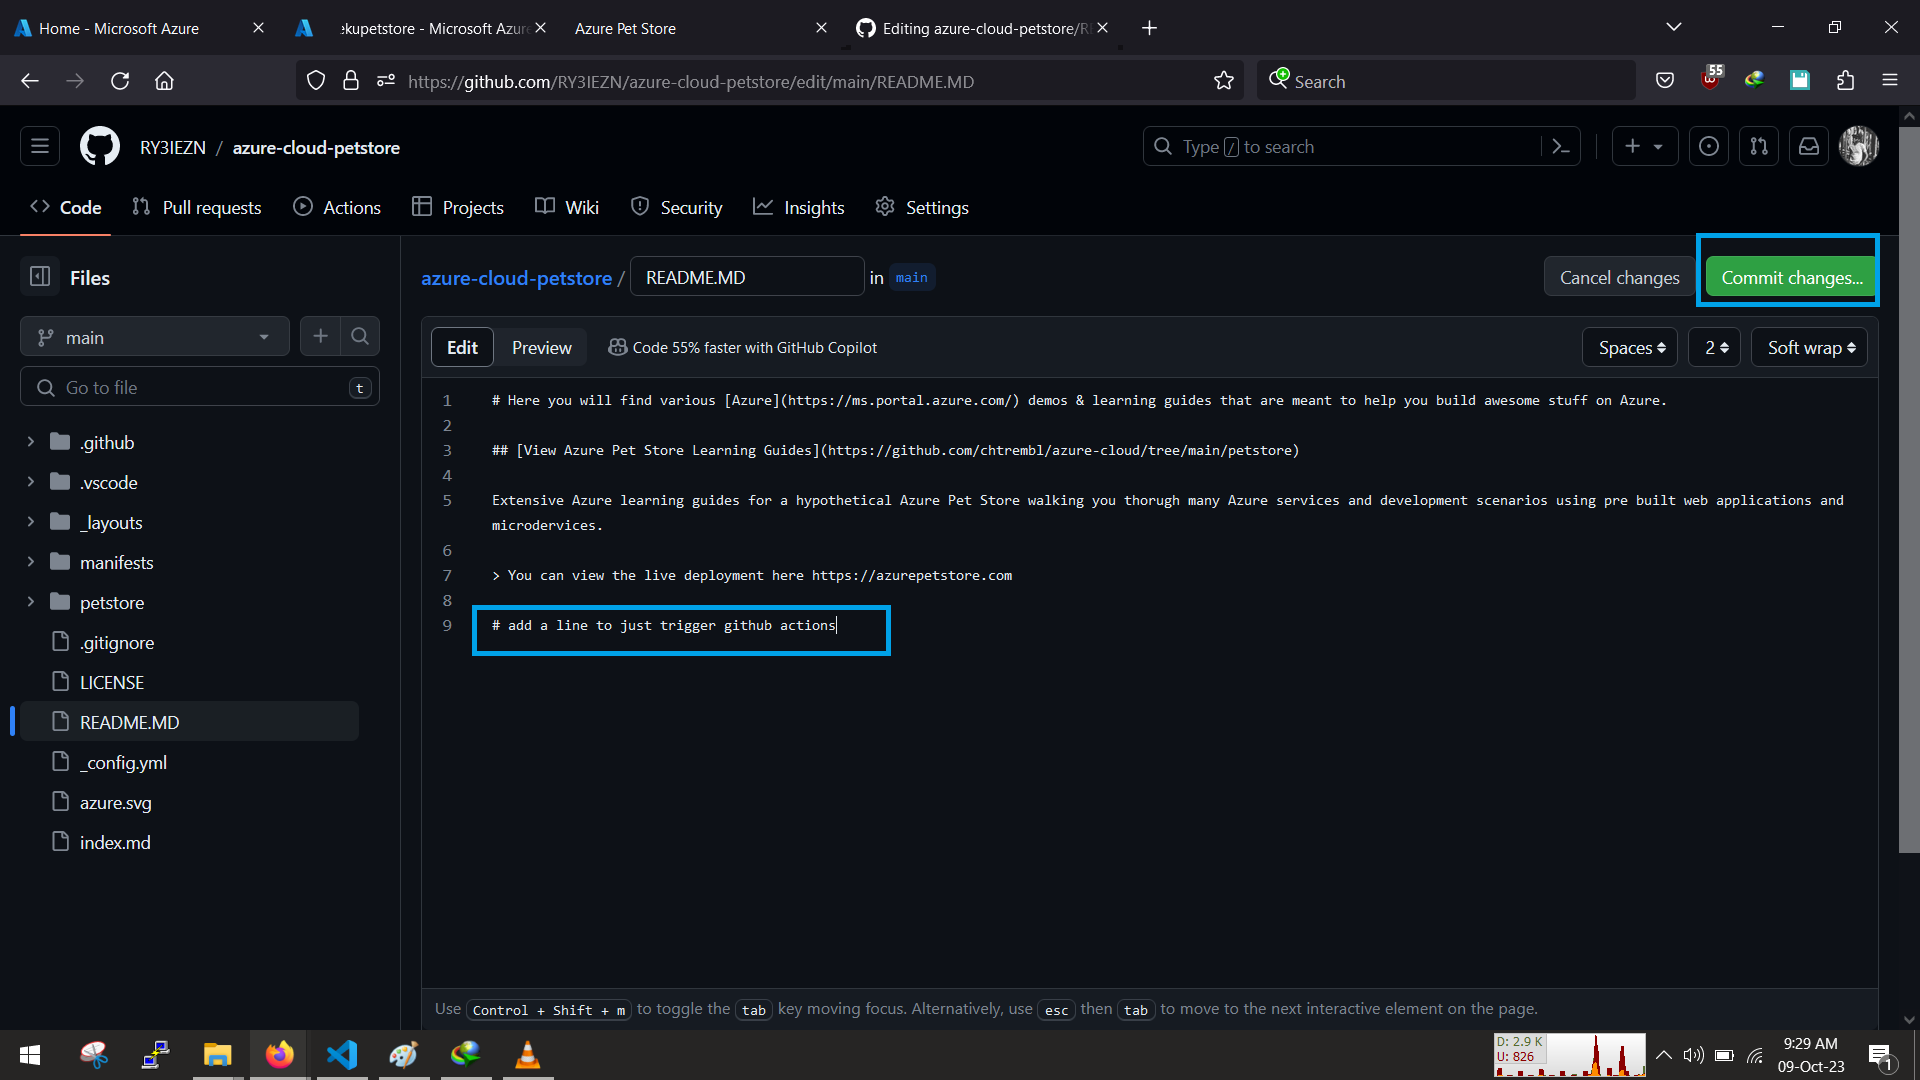 Home - Microsoft Azure
ekupetstore - Microsoft Azure
Azure Pet Store
Editing azure-cloud-petstore/RE
https://github.com/RY3IEZN/azure-cloud-petstore/edit/main/README.MD
Search
55
RY3IEZN / azure-cloud-petstore
Type / to search
Code
Pull requests
Actions
Projects
Wiki
Security
Insights
Settings
Files
azure-cloud-petstore / README.MD in main
Cancel changes
Commit changes...
main
Edit
Preview
Code 55% faster with GitHub Copilot
Spaces
2
Soft wrap
Go to file
t
.github
.vscode
_layouts
manifests
petstore
.gitignore
LICENSE
README.MD
_config.yml
azure.svg
index.md
1 # Here you will find various [Azure](https://ms.portal.azure.com/) demos & learning guides that are meant to help you build awesome stuff on Azure.
2
3 ## [View Azure Pet Store Learning Guides](https://github.com/chtrembl/azure-cloud/tree/main/petstore)
4
5 Extensive Azure learning guides for a hypothetical Azure Pet Store walking you thorugh many Azure services and development scenarios using pre built web applications and
microdervices.
6
7 > You can view the live deployment here https://azurepetstore.com
8
9 # add a line to just trigger github actions
Use Control + Shift + m to toggle the tab key moving focus. Alternatively, use esc then tab to move to the next interactive element on the page.
D: 2.9 K
U: 826
9:29 AM
09-Oct-23
1